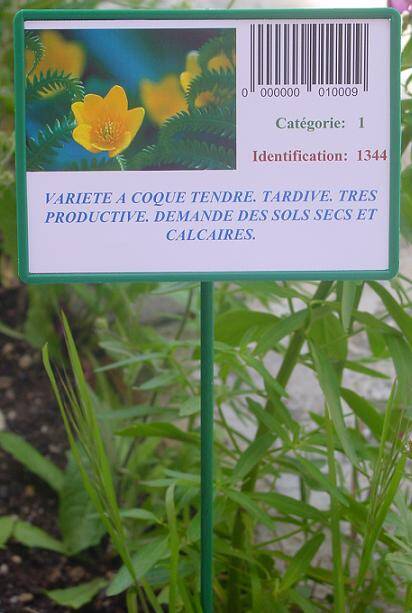 0 000000 010009
Catégorie: 1
Identification: 1344
VARIETE A COQUE TENDRE. TARDIVE. TRES
PRODUCTIVE. DEMANDE DES SOLS SECS ET
CALCAIRES.